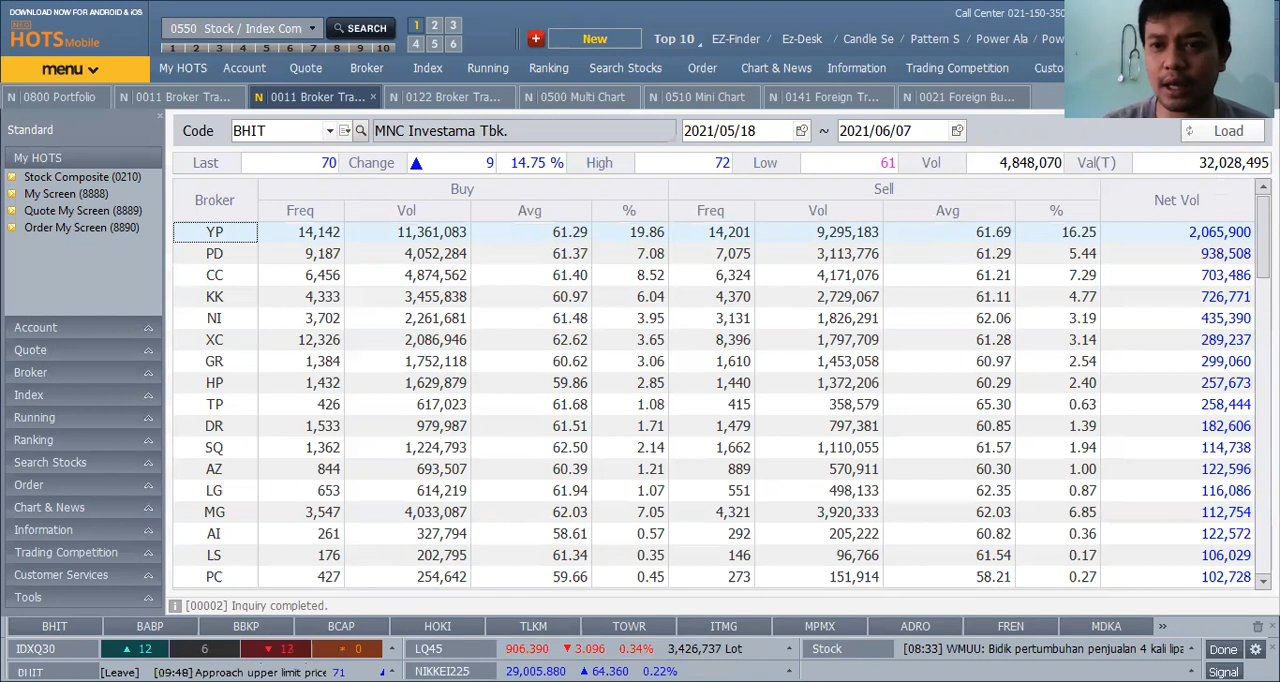 DOWNLOAD NOW FOR ANDROID & iOS
NEO
HOTS Mobile
menu
0550 Stock / Index Com
SEARCH
1 2 3 4 5 6 7 8 9 10
1 2 3
4 5 6
New
Top 10
EZ-Finder
Ez-Desk
Candle Se
Pattern S
Power Ala
Pow
Call Center 021-150-350
My HOTS Account Quote Broker Index Running Ranking Search Stocks Order Chart & News Information Trading Competition Custo
N 0800 Portfolio
N 0011 Broker Tra...
N 0011 Broker Tra... ×
N 0122 Broker Tra...
N 0500 Multi Chart
N 0510 Mini Chart
N 0141 Foreign Tr...
N 0021 Foreign Bu...
Standard
My HOTS
Stock Composite (0210)
My Screen (8888)
Quote My Screen (8889)
Order My Screen (8890)
Account
Quote
Broker
Index
Running
Ranking
Search Stocks
Order
Chart & News
Information
Trading Competition
Customer Services
Tools
Code BHIT MNC Investama Tbk. 2021/05/18 ~ 2021/06/07 Load
Last 70 Change ▲ 9 14.75 % High 72 Low 61 Vol 4,848,070 Val(T) 32,028,495
Broker Buy Sell Net Vol
Freq Vol Avg % Freq Vol Avg %
YP 14,142 11,361,083 61.29 19.86 14,201 9,295,183 61.69 16.25 2,065,900
PD 9,187 4,052,284 61.37 7.08 7,075 3,113,776 61.29 5.44 938,508
CC 6,456 4,874,562 61.40 8.52 6,324 4,171,076 61.21 7.29 703,486
KK 4,333 3,455,838 60.97 6.04 4,370 2,729,067 61.11 4.77 726,771
NI 3,702 2,261,681 61.48 3.95 3,131 1,826,291 62.06 3.19 435,390
XC 12,326 2,086,946 62.62 3.65 8,396 1,797,709 61.28 3.14 289,237
GR 1,384 1,752,118 60.62 3.06 1,610 1,453,058 60.97 2.54 299,060
HP 1,432 1,629,879 59.86 2.85 1,440 1,372,206 60.29 2.40 257,673
TP 426 617,023 61.68 1.08 415 358,579 65.30 0.63 258,444
DR 1,533 979,987 61.51 1.71 1,479 797,381 60.85 1.39 182,606
SQ 1,362 1,224,793 62.50 2.14 1,662 1,110,055 61.57 1.94 114,738
AZ 844 693,507 60.39 1.21 889 570,911 60.30 1.00 122,596
LG 653 614,219 61.94 1.07 551 498,133 62.35 0.87 116,086
MG 3,547 4,033,087 62.03 7.05 4,321 3,920,333 62.03 6.85 112,754
AI 261 327,794 58.61 0.57 292 205,222 60.82 0.36 122,572
LS 176 202,795 61.34 0.35 146 96,766 61.54 0.17 106,029
PC 427 254,642 59.66 0.45 273 151,914 58.21 0.27 102,728
[00002] Inquiry completed.
BHIT BABP BBKP BCAP HOKI TLKM TOWR ITMG MPMX ADRO FREN MDKA »
IDXQ30 ▲ 12 6 ▼ 13 ≠ 0 LQ45 906.390 ▼ 3.096 0.34% 3,426,737 Lot Stock [08:33] WMUU: Bidik pertumbuhan penjualan 4 kali lipa Done
BHIT [Leave] [09:48] Approach upper limit price 71 NIKKEI225 29,005.880 ▲ 64.360 0.22% Signal